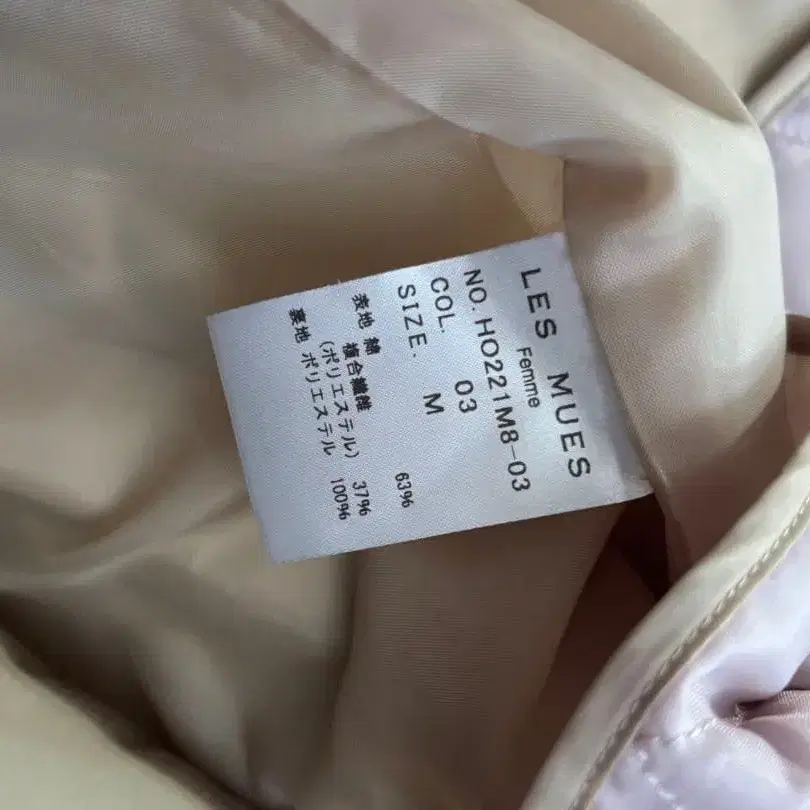 LES MUES
Femme
NO. HO221M8-03
COL. 03
SIZE. M
表地 綿 63%
複合繊維
(ポリエステル) 37%
裏地 ポリエステル 100%